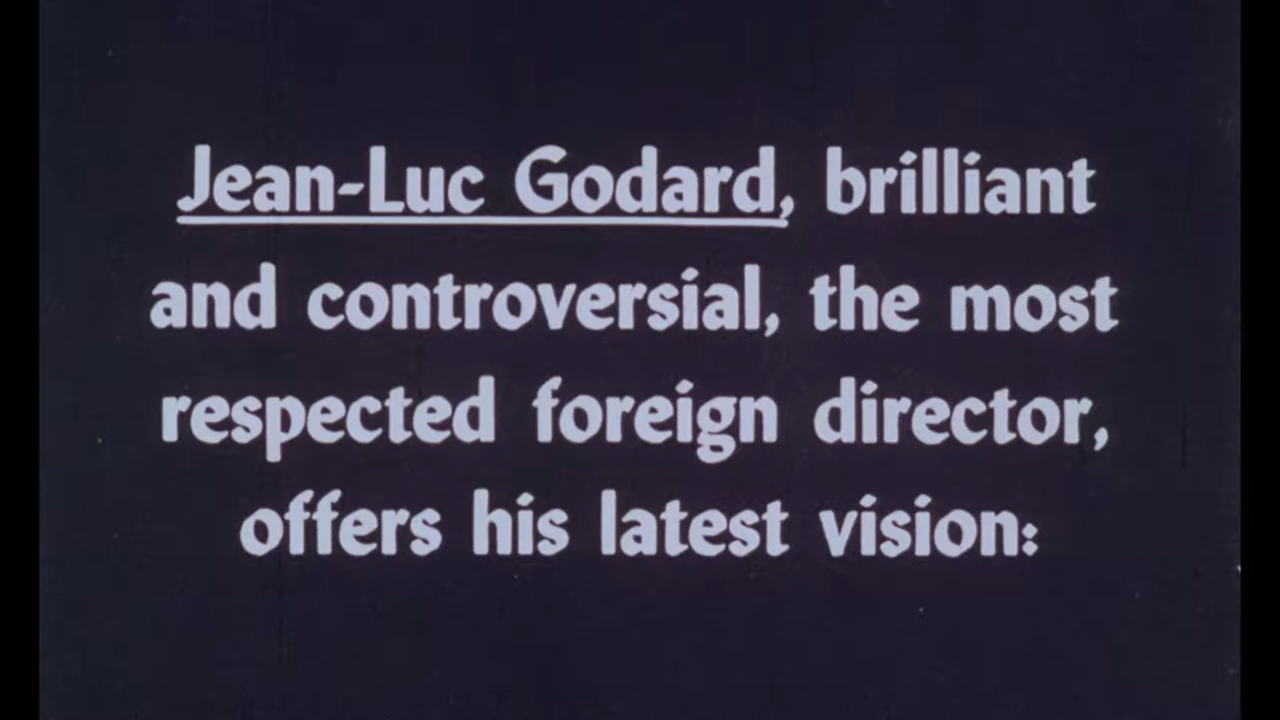 Jean-Luc Godard, brilliant
and controversial, the most
respected foreign director,
offers his latest vision: